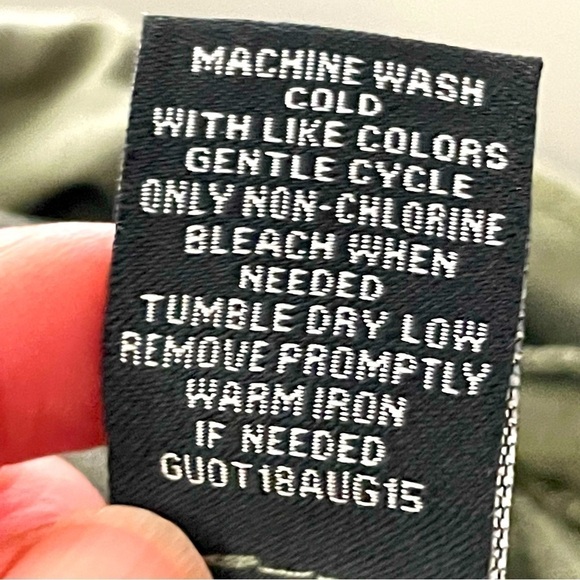 MACHINE WASH
COLD
WITH LIKE COLORS
GENTLE CYCLE
ONLY NON-CHLORINE
BLEACH WHEN
NEEDED
TUMBLE DRY LOW
REMOVE PROMPTLY
WARM IRON
IF NEEDED
GUOT18AUG15